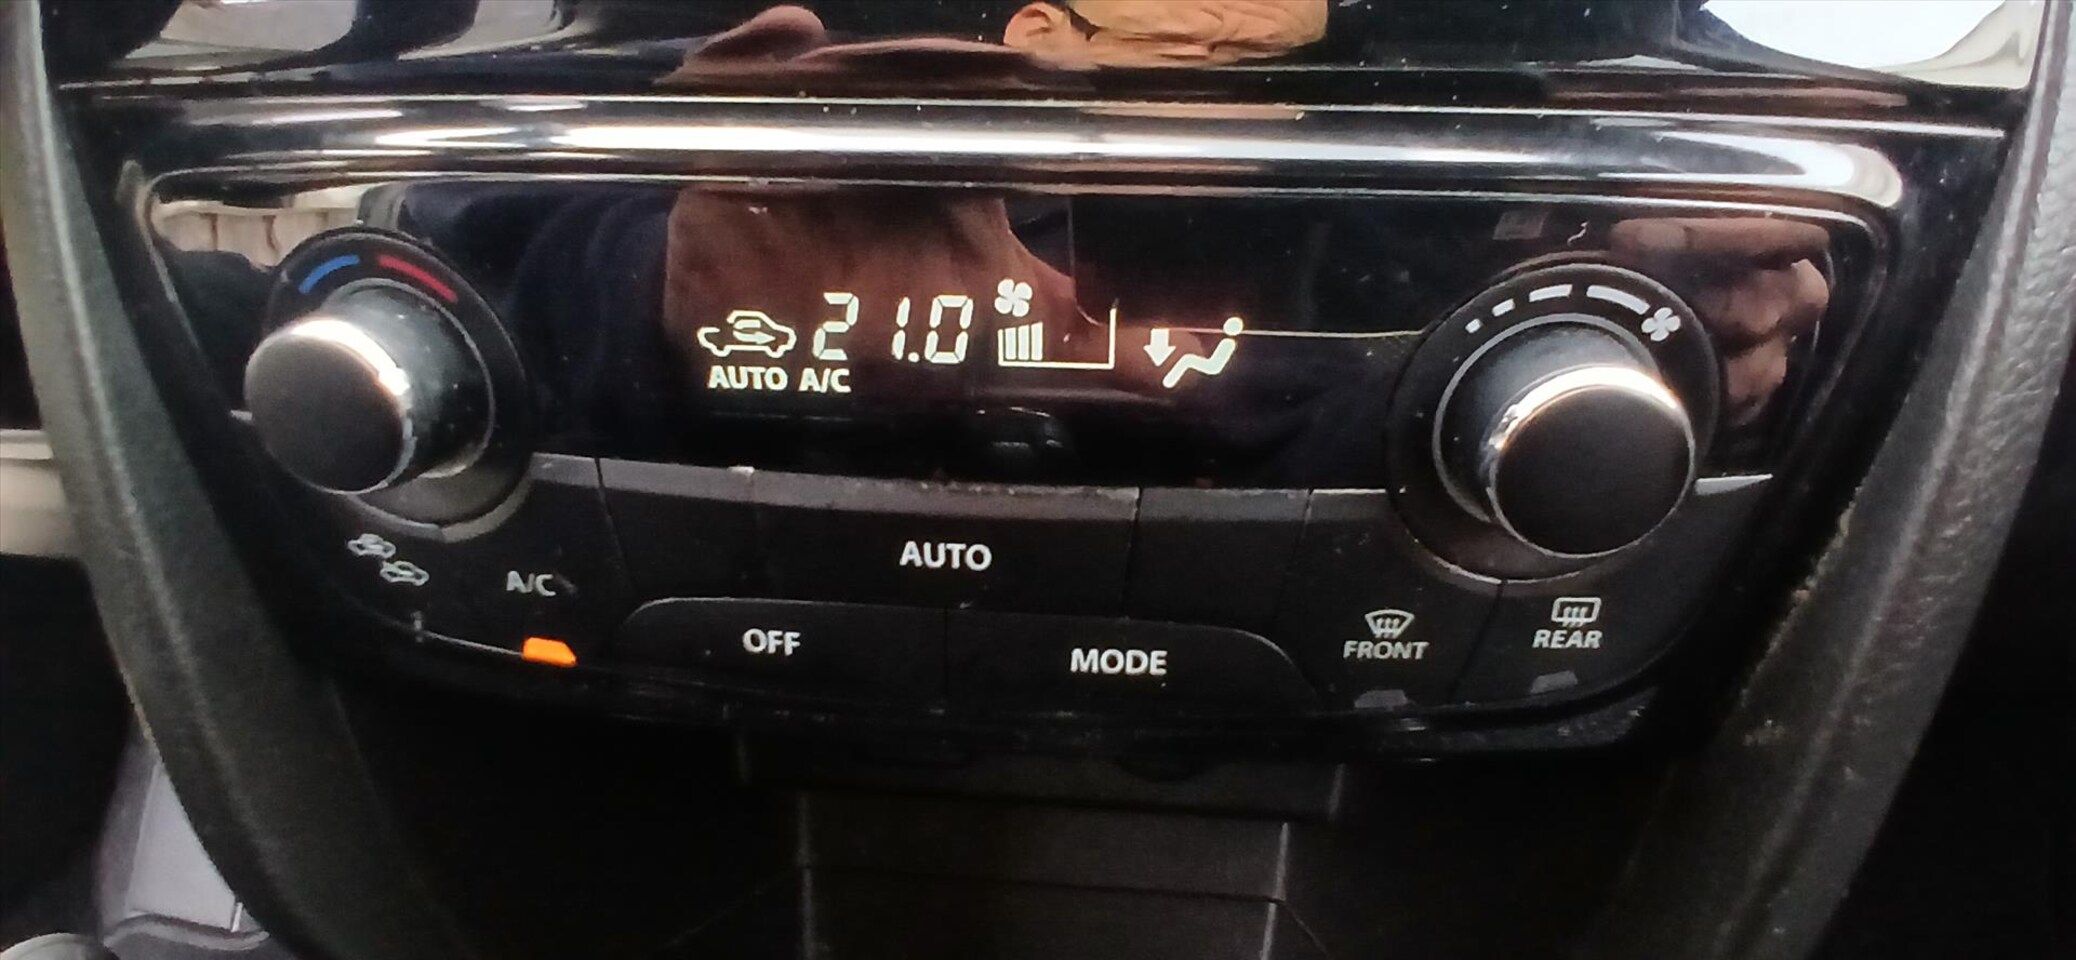 21.0
AUTO A/C
AUTO
A/C
OFF
MODE
FRONT
REAR